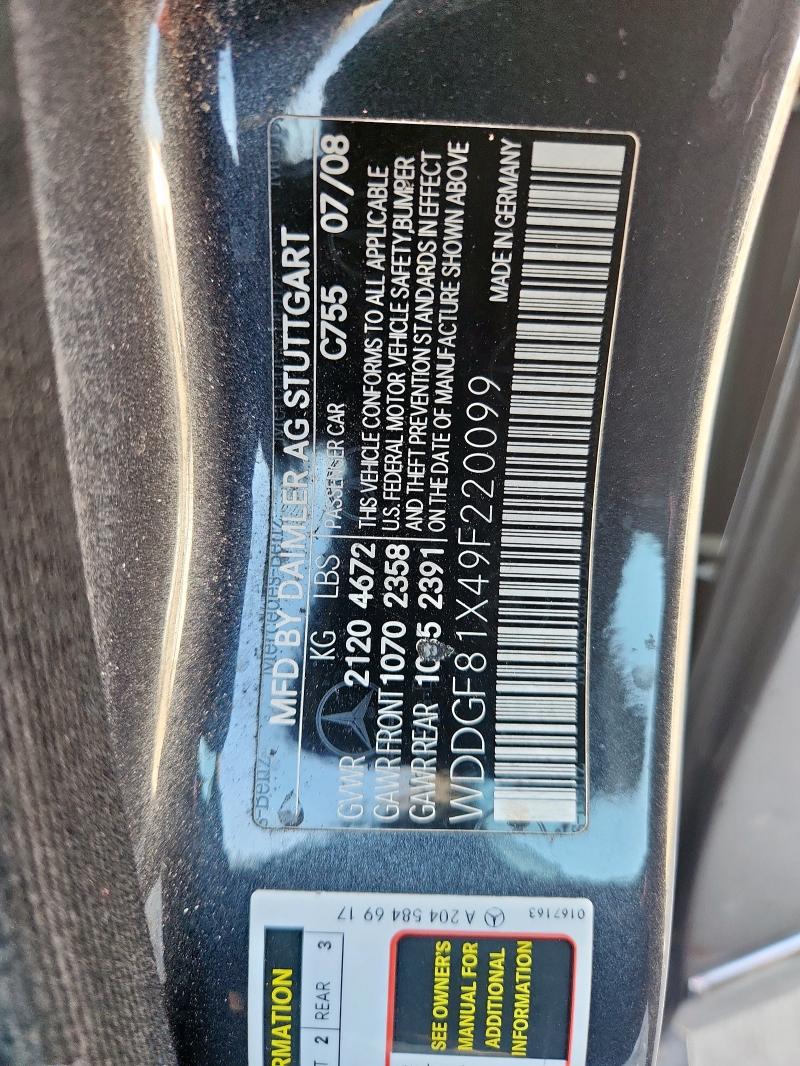 MFD BY DAIMLER AG STUTTGART
KG LBS PASSENGER CAR C755 07/08
GVWR 2120 4672
GAWR FRONT 1070 2358
GAWR REAR 2391
THIS VEHICLE CONFORMS TO ALL APPLICABLE
U.S. FEDERAL MOTOR VEHICLE SAFETY,BUMPER
AND THEFT PREVENTION STANDARDS IN EFFECT
ON THE DATE OF MANUFACTURE SHOWN ABOVE
WDDGF81X49F220099
MADE IN GERMANY
A 204 584 69 17
0167163
2 REAR 3
SEE OWNER'S
MANUAL FOR
ADDITIONAL
INFORMATION